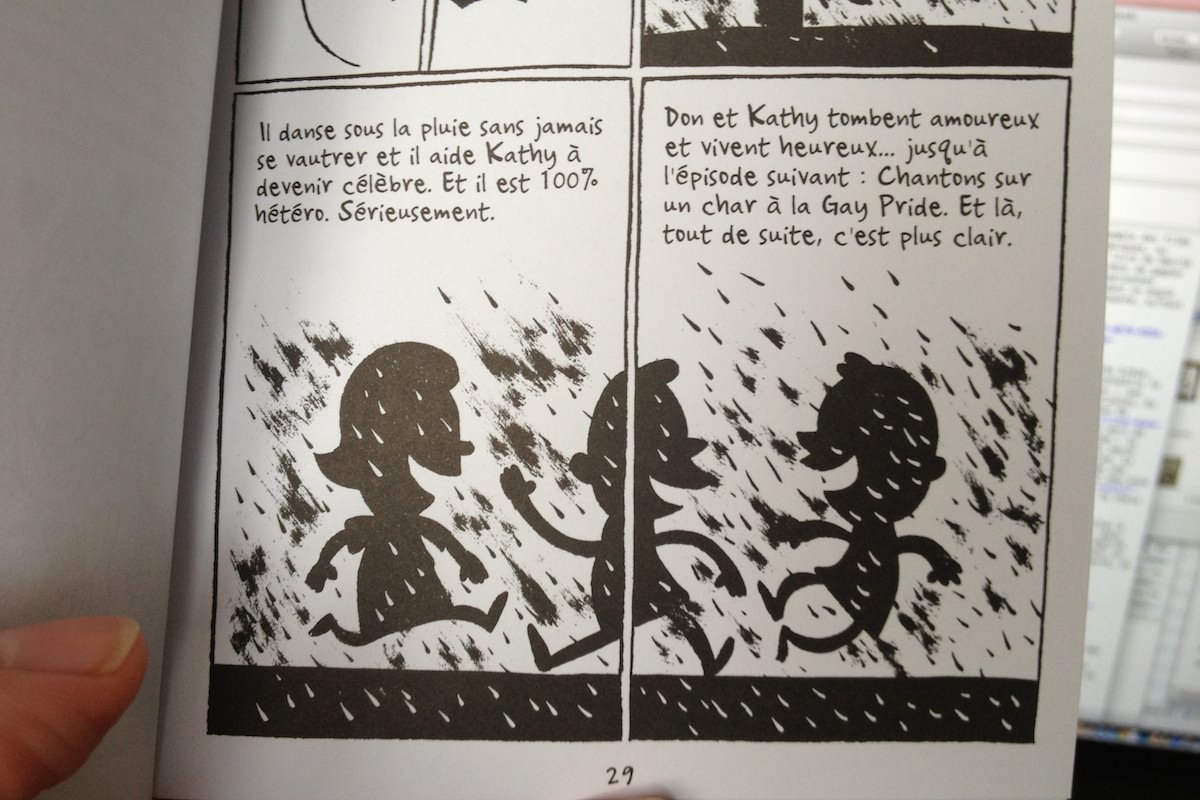 Il danse sous la pluie sans jamais
se vautrer et il aide Kathy à
devenir célèbre. Et il est 100%
hétéro. Sérieusement.
Don et Kathy tombent amoureux
et vivent heureux... jusqu'à
l'épisode suivant : Chantons sur
un char à la Gay Pride. Et là,
tout de suite, c'est plus clair.
29